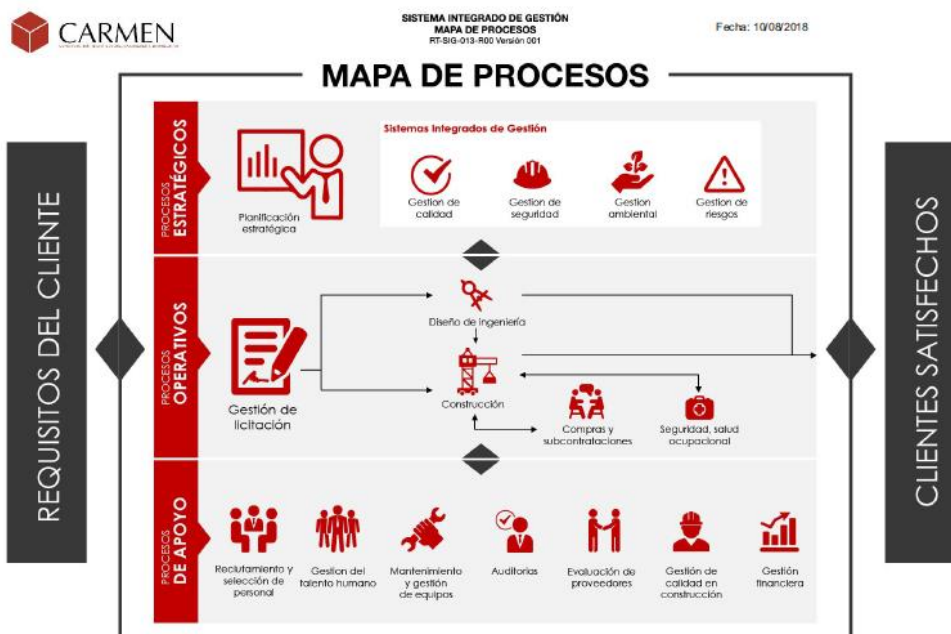 CARMEN
SISTEMA INTEGRADO DE GESTIÓN
MAPA DE PROCESOS
RT-SIG-013-R00 Versión 001
Fecha: 10/08/2018
MAPA DE PROCESOS
REQUISITOS DEL CLIENTE
PROCESOS
ESTRATÉGICOS
Planificación
estratégica
Sistemas Integrados de Gestión
Gestion de
calidad
Gestion de
seguridad
Gestion
ambiental
Gestion de
riesgos
PROCESOS
OPERATIVOS
Gestión de
licitación
Diseño de ingeniería
Construcción
Compras y
subcontrataciones
Seguridad, salud
ocupacional
PROCESOS
DE APOYO
Reclutamiento y
selección de
personal
Gestion del
talento humano
Mantenimiento
y gestión
de equipos
Auditorias
Evaluación de
proveedores
Gestión de
calidad en
construcción
Gestión
financiera
CLIENTES SATISFECHOS